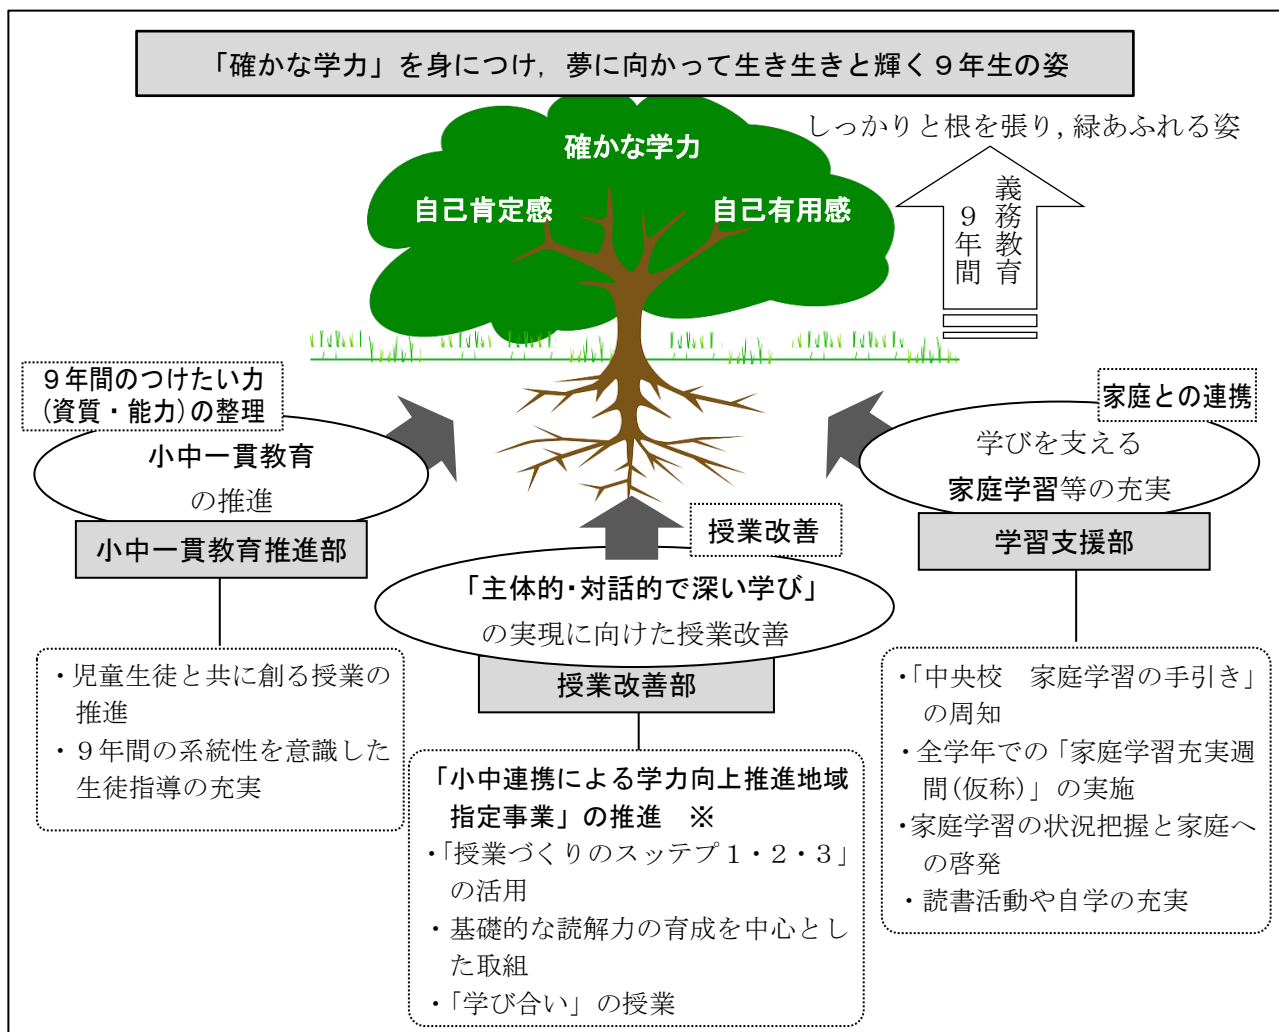 「確かな学力」を身につけ，夢に向かって生き生きと輝く９年生の姿
しっかりと根を張り，緑あふれる姿
確かな学力
自己肯定感
自己有用感
義務教育
９年間
９年間のつけたい力
（資質・能力）の整理
小中一貫教育
の推進
小中一貫教育推進部
・児童生徒と共に創る授業の
推進
・９年間の系統性を意識した
生徒指導の充実
授業改善
「主体的・対話的で深い学び」
の実現に向けた授業改善
授業改善部
「小中連携による学力向上推進地域
指定事業」の推進　※
・「授業づくりのスッテプ１・２・３」
の活用
・基礎的な読解力の育成を中心とし
た取組
・「学び合い」の授業
家庭との連携
学びを支える
家庭学習等の充実
学習支援部
・「中央校　家庭学習の手引き」
の周知
・全学年での「家庭学習充実週
間(仮称)」の実施
・家庭学習の状況把握と家庭へ
の啓発
・読書活動や自学の充実